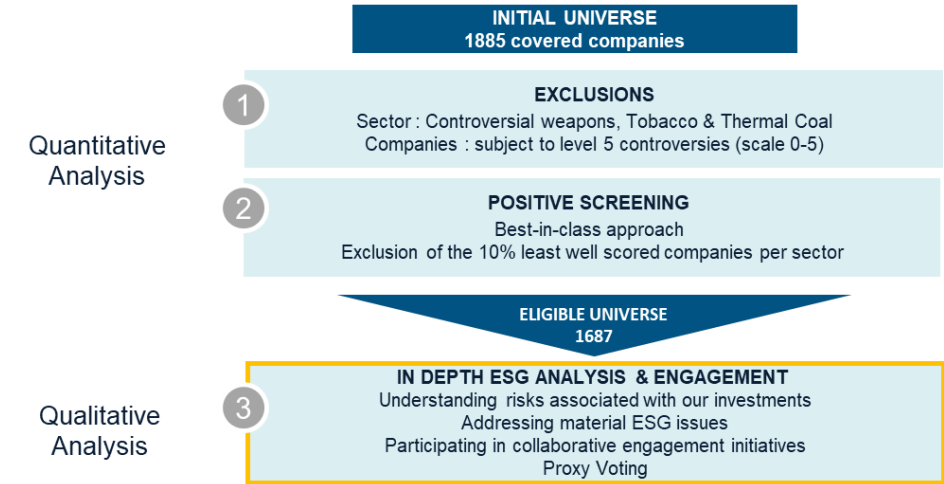 INITIAL UNIVERSE
1885 covered companies
Quantitative
Analysis
1
EXCLUSIONS
Sector : Controversial weapons, Tobacco & Thermal Coal
Companies : subject to level 5 controversies (scale 0-5)
2
POSITIVE SCREENING
Best-in-class approach
Exclusion of the 10% least well scored companies per sector
ELIGIBLE UNIVERSE
1687
Qualitative
Analysis
3
IN DEPTH ESG ANALYSIS & ENGAGEMENT
Understanding risks associated with our investments
Addressing material ESG issues
Participating in collaborative engagement initiatives
Proxy Voting